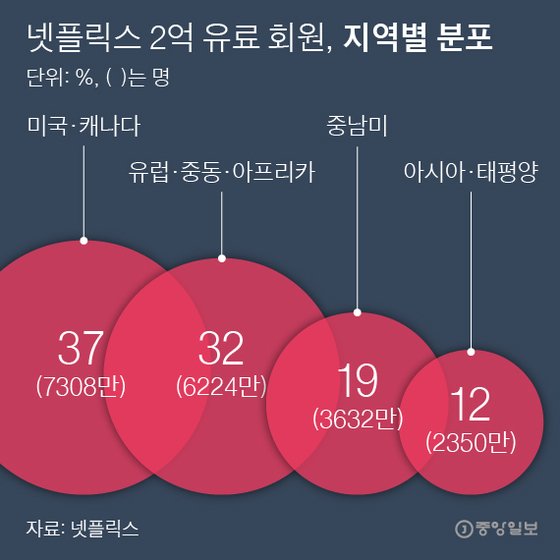 넷플릭스 2억 유료 회원, 지역별 분포
단위: %, ( )는 명
미국·캐나다
중남미
유럽·중동·아프리카
아시아·태평양
37
(7308만)
32
(6224만)
19
(3632만)
12
(2350만)
자료: 넷플릭스
중앙일보